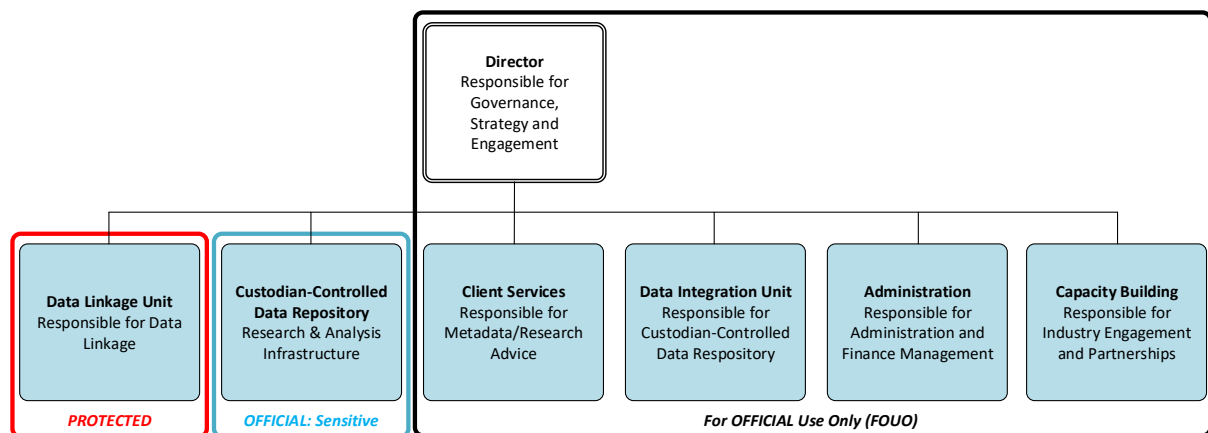 Director
Responsible for
Governance,
Strategy and
Engagement
Data Linkage Unit
Responsible for Data
Linkage
Custodian-Controlled
Data Repository
Research & Analysis
Infrastructure
Client Services
Responsible for
Metadata/Research
Advice
Data Integration Unit
Responsible for
Custodian-Controlled
Data Respository
Administration
Responsible for
Administration and
Finance Management
Capacity Building
Responsible for
Industry Engagement
and Partnerships
PROTECTED
OFFICIAL: Sensitive
For OFFICIAL Use Only (FOUO)